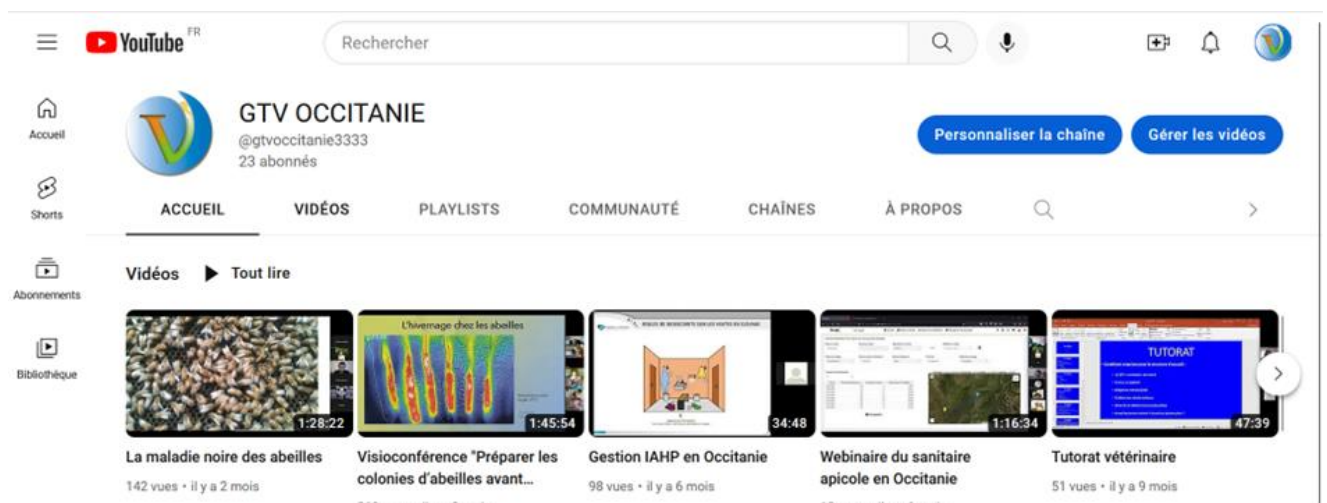 YouTube FR
Rechercher
GTV OCCITANIE
@gtvoccitanie3333
23 abonnés
Personnaliser la chaîne
Gérer les vidéos
Accueil
Shorts
Abonnements
Bibliothèque
ACCUEIL
VIDÉOS
PLAYLISTS
COMMUNAUTÉ
CHAÎNES
À PROPOS
Vidéos
Tout lire
1:28:22
La maladie noire des abeilles
142 vues • il y a 2 mois
L'hivernage chez les abeilles
1:45:54
Visioconférence "Préparer les
colonies d'abeilles avant...
34:48
Gestion IAHP en Occitanie
98 vues • il y a 6 mois
1:16:34
Webinaire du sanitaire
apicole en Occitanie
TUTORAT
47:39
Tutorat vétérinaire
51 vues • il y a 9 mois